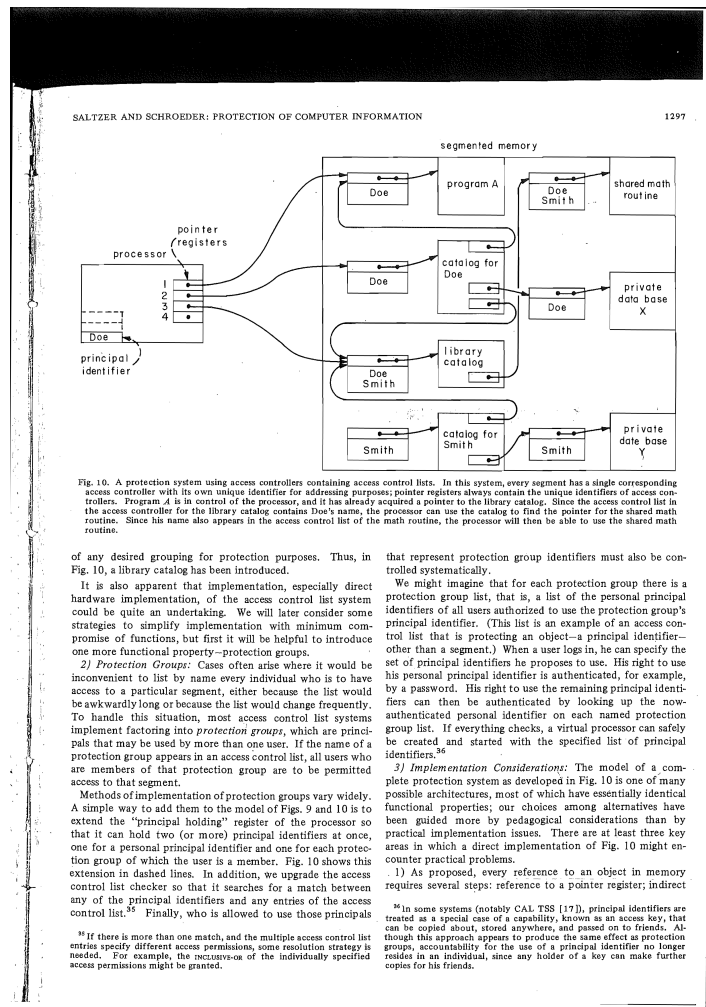 SALTZER AND SCHROEDER: PROTECTION OF COMPUTER INFORMATION 1297
segmented memory
Doe
program A
Doe
Smith
shared math
routine
pointer
registers
processor
1
2
3
4
Doe
principal
identifier
Doe
catalog for
Doe
Doe
private
data base
X
Doe
Smith
library
catalog
Smith
catalog for
Smith
Smith
private
date base
Y
Fig. 10. A protection system using access controllers containing access control lists. In this system, every segment has a single corresponding
access controller with its own unique identifier for addressing purposes; pointer registers always contain the unique identifiers of access con-
trollers. Program A is in control of the processor, and it has already acquired a pointer to the library catalog. Since the access control list in
the access controller for the library catalog contains Doe's name, the processor can use the catalog to find the pointer for the shared math
routine. Since his name also appears in the access control list of the math routine, the processor will then be able to use the shared math
routine.
of any desired grouping for protection purposes. Thus, in
Fig. 10, a library catalog has been introduced.
It is also apparent that implementation, especially direct
hardware implementation, of the access control list system
could be quite an undertaking. We will later consider some
strategies to simplify implementation with minimum com-
promise of functions, but first it will be helpful to introduce
one more functional property—protection groups.
2) Protection Groups: Cases often arise where it would be
inconvenient to list by name every individual who is to have
access to a particular segment, either because the list would
be awkwardly long or because the list would change frequently.
To handle this situation, most access control list systems
implement factoring into protection groups, which are princi-
pals that may be used by more than one user. If the name of a
protection group appears in an access control list, all users who
are members of that protection group are to be permitted
access to that segment.
Methods of implementation of protection groups vary widely.
A simple way to add them to the model of Figs. 9 and 10 is to
extend the "principal holding" register of the processor so
that it can hold two (or more) principal identifiers at once,
one for a personal principal identifier and one for each protec-
tion group of which the user is a member. Fig. 10 shows this
extension in dashed lines. In addition, we upgrade the access
control list checker so that it searches for a match between
any of the principal identifiers and any entries of the access
control list.35 Finally, who is allowed to use those principals
35 If there is more than one match, and the multiple access control list
entries specify different access permissions, some resolution strategy is
needed. For example, the INCLUSIVE-OR of the individually specified
access permissions might be granted.
that represent protection group identifiers must also be con-
trolled systematically.
We might imagine that for each protection group there is a
protection group list, that is, a list of the personal principal
identifiers of all users authorized to use the protection group's
principal identifier. (This list is an example of an access con-
trol list that is protecting an object—a principal identifier—
other than a segment.) When a user logs in, he can specify the
set of principal identifiers he proposes to use. His right to use
his personal principal identifier is authenticated, for example,
by a password. His right to use the remaining principal identi-
fiers can then be authenticated by looking up the now-
authenticated personal identifier on each named protection
group list. If everything checks, a virtual processor can safely
be created and started with the specified list of principal
identifiers.36
3) Implementation Considerations: The model of a com-
plete protection system as developed in Fig. 10 is one of many
possible architectures, most of which have essentially identical
functional properties; our choices among alternatives have
been guided more by pedagogical considerations than by
practical implementation issues. There are at least three key
areas in which a direct implementation of Fig. 10 might en-
counter practical problems.
1) As proposed, every reference to an object in memory
requires several steps: reference to a pointer register; indirect
36 In some systems (notably CAL TSS [17]), principal identifiers are
treated as a special case of a capability, known as an access key, that
can be copied about, stored anywhere, and passed on to friends. Al-
though this approach appears to produce the same effect as protection
groups, accountability for the use of a principal identifier no longer
resides in an individual, since any holder of a key can make further
copies for his friends.